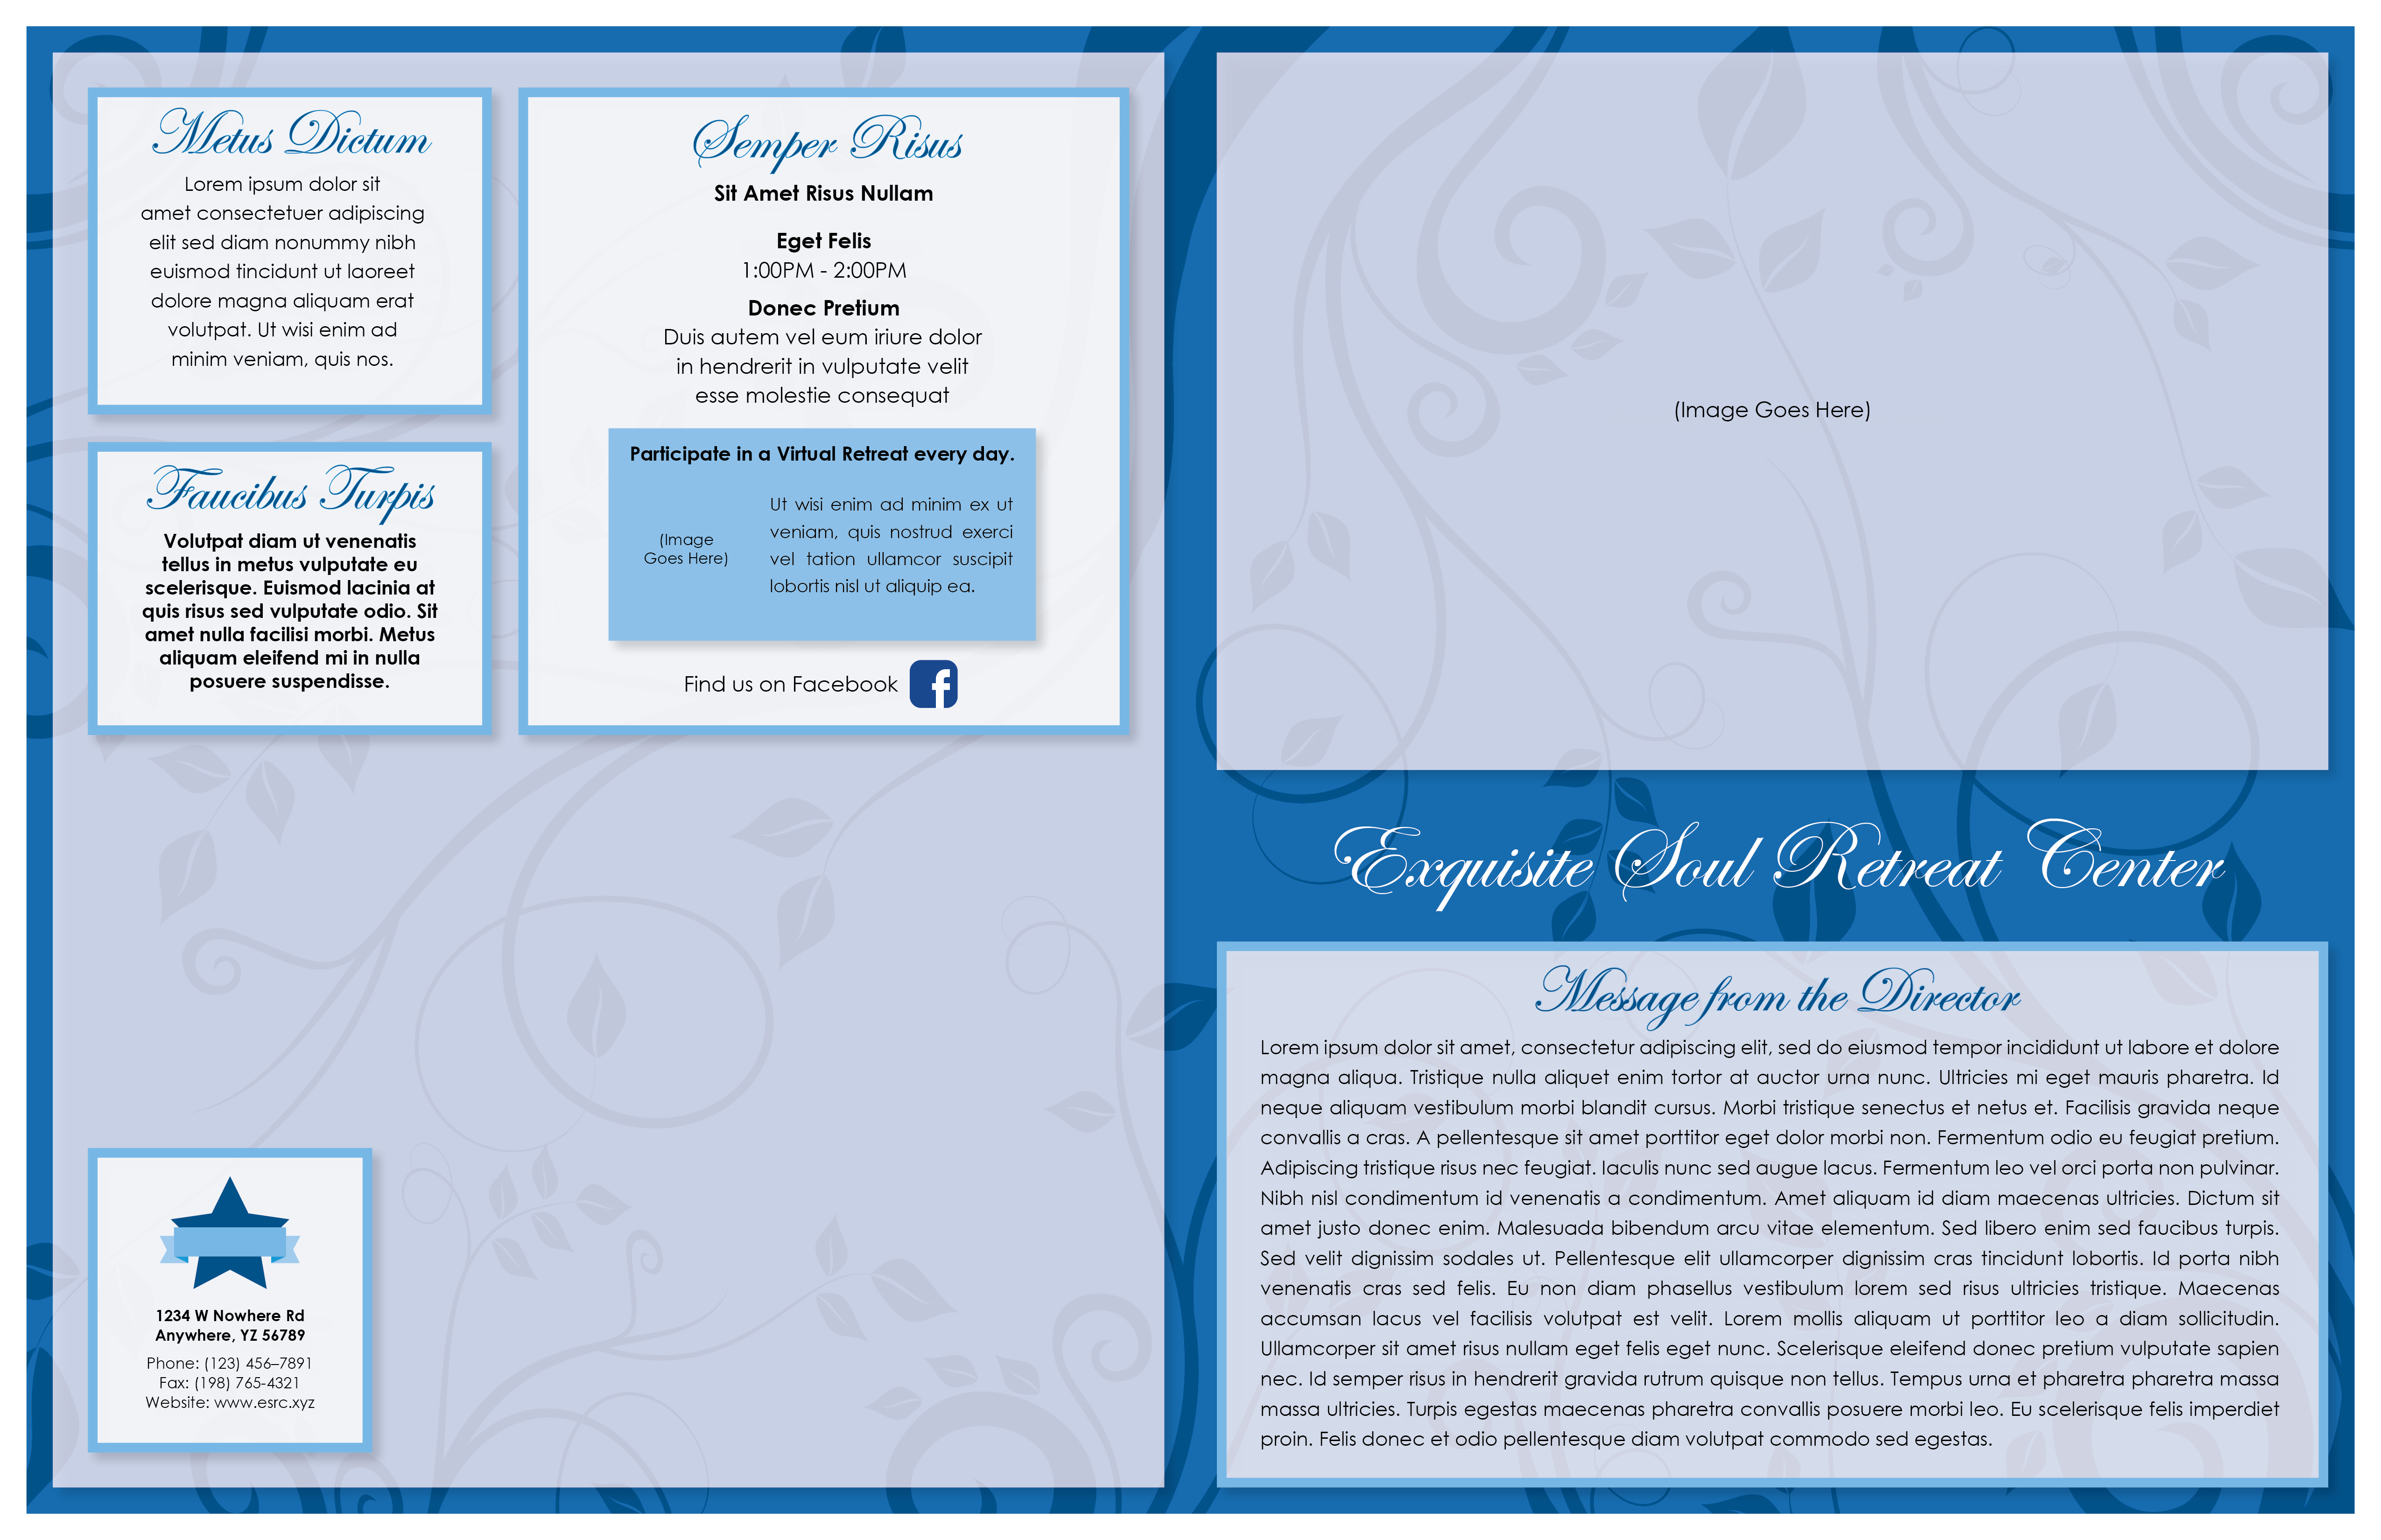 Metus Dictum
Lorem ipsum dolor sit
amet consectetuer adipiscing
elit sed diam nonummy nibh
euismod tincidunt ut laoreet
dolore magna aliquam erat
volutpat. Ut wisi enim ad
minim veniam, quis nos.
Faucibus Turpis
Volutpat diam ut venenatis
tellus in metus vulputate eu
scelerisque. Euismod lacinia at
quis risus sed vulputate odio. Sit
amet nulla facilisi morbi. Metus
aliquam eleifend mi in nulla
posuere suspendisse.
Semper Risus
Sit Amet Risus Nullam
Eget Felis
1:00PM - 2:00PM
Donec Pretium
Duis autem vel eum iriure dolor
in hendrerit in vulputate velit
esse molestie consequat
Participate in a Virtual Retreat every day.
(Image
Goes Here)
Ut wisi enim ad minim ex ut
veniam, quis nostrud exerci
vel tation ullamcor suscipit
lobortis nisl ut aliquip ea.
Find us on Facebook
1234 W Nowhere Rd
Anywhere, YZ 56789
Phone: (123) 456–7891
Fax: (198) 765-4321
Website: www.esrc.xyz
(Image Goes Here)
Exquisite Soul Retreat Center
Message from the Director
Lorem ipsum dolor sit amet, consectetur adipiscing elit, sed do eiusmod tempor incididunt ut labore et dolore
magna aliqua. Tristique nulla aliquet enim tortor at auctor urna nunc. Ultricies mi eget mauris pharetra. Id
neque aliquam vestibulum morbi blandit cursus. Morbi tristique senectus et netus et. Facilisis gravida neque
convallis a cras. A pellentesque sit amet porttitor eget dolor morbi non. Fermentum odio eu feugiat pretium.
Adipiscing tristique risus nec feugiat. Iaculis nunc sed augue lacus. Fermentum leo vel orci porta non pulvinar.
Nibh nisl condimentum id venenatis a condimentum. Amet aliquam id diam maecenas ultricies. Dictum sit
amet justo donec enim. Malesuada bibendum arcu vitae elementum. Sed libero enim sed faucibus turpis.
Sed velit dignissim sodales ut. Pellentesque elit ullamcorper dignissim cras tincidunt lobortis. Id porta nibh
venenatis cras sed felis. Eu non diam phasellus vestibulum lorem sed risus ultricies tristique. Maecenas
accumsan lacus vel facilisis volutpat est velit. Lorem mollis aliquam ut porttitor leo a diam sollicitudin.
Ullamcorper sit amet risus nullam eget felis eget nunc. Scelerisque eleifend donec pretium vulputate sapien
nec. Id semper risus in hendrerit gravida rutrum quisque non tellus. Tempus urna et pharetra pharetra massa
massa ultricies. Turpis egestas maecenas pharetra convallis posuere morbi leo. Eu scelerisque felis imperdiet
proin. Felis donec et odio pellentesque diam volutpat commodo sed egestas.